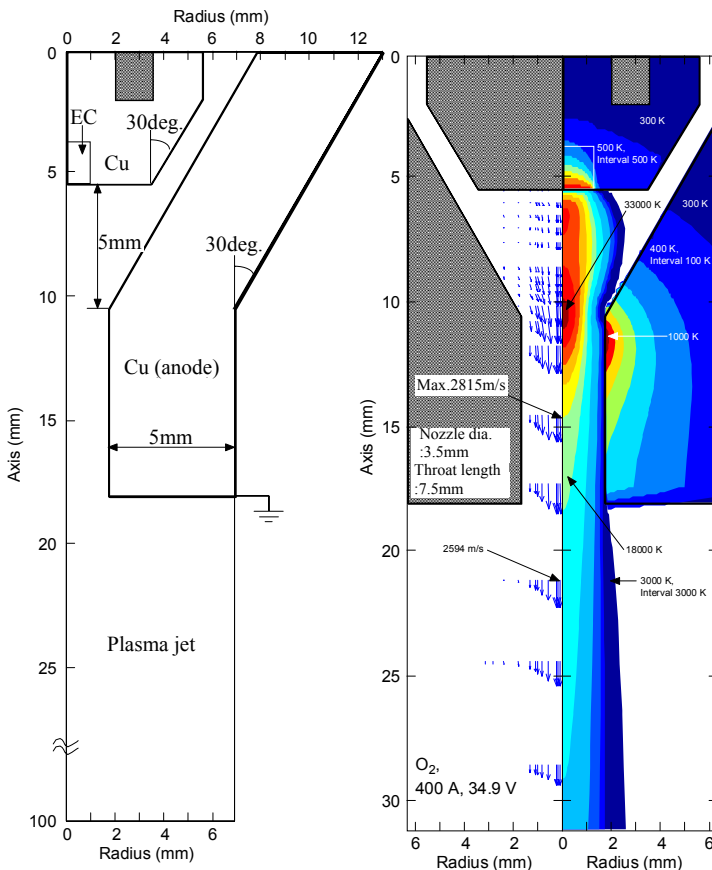 Radius (mm)
0 2 4 6 8 10 12
0
5
10
15
20
25
100
Axis (mm)
EC
Cu
30deg.
5mm
30deg.
Cu (anode)
5mm
Plasma jet
0 2 4 6
Radius (mm)
0
5
10
15
20
25
30
Axis (mm)
300 K
500 K,
Interval 500 K
33000 K
300 K
400 K,
Interval 100 K
1000 K
Max.2815m/s
Nozzle dia.
:3.5mm
Throat length
:7.5mm
18000 K
2594 m/s
3000 K,
Interval 3000 K
O2,
400 A, 34.9 V
6 4 2 0 0 2 4 6
Radius (mm) Radius (mm)